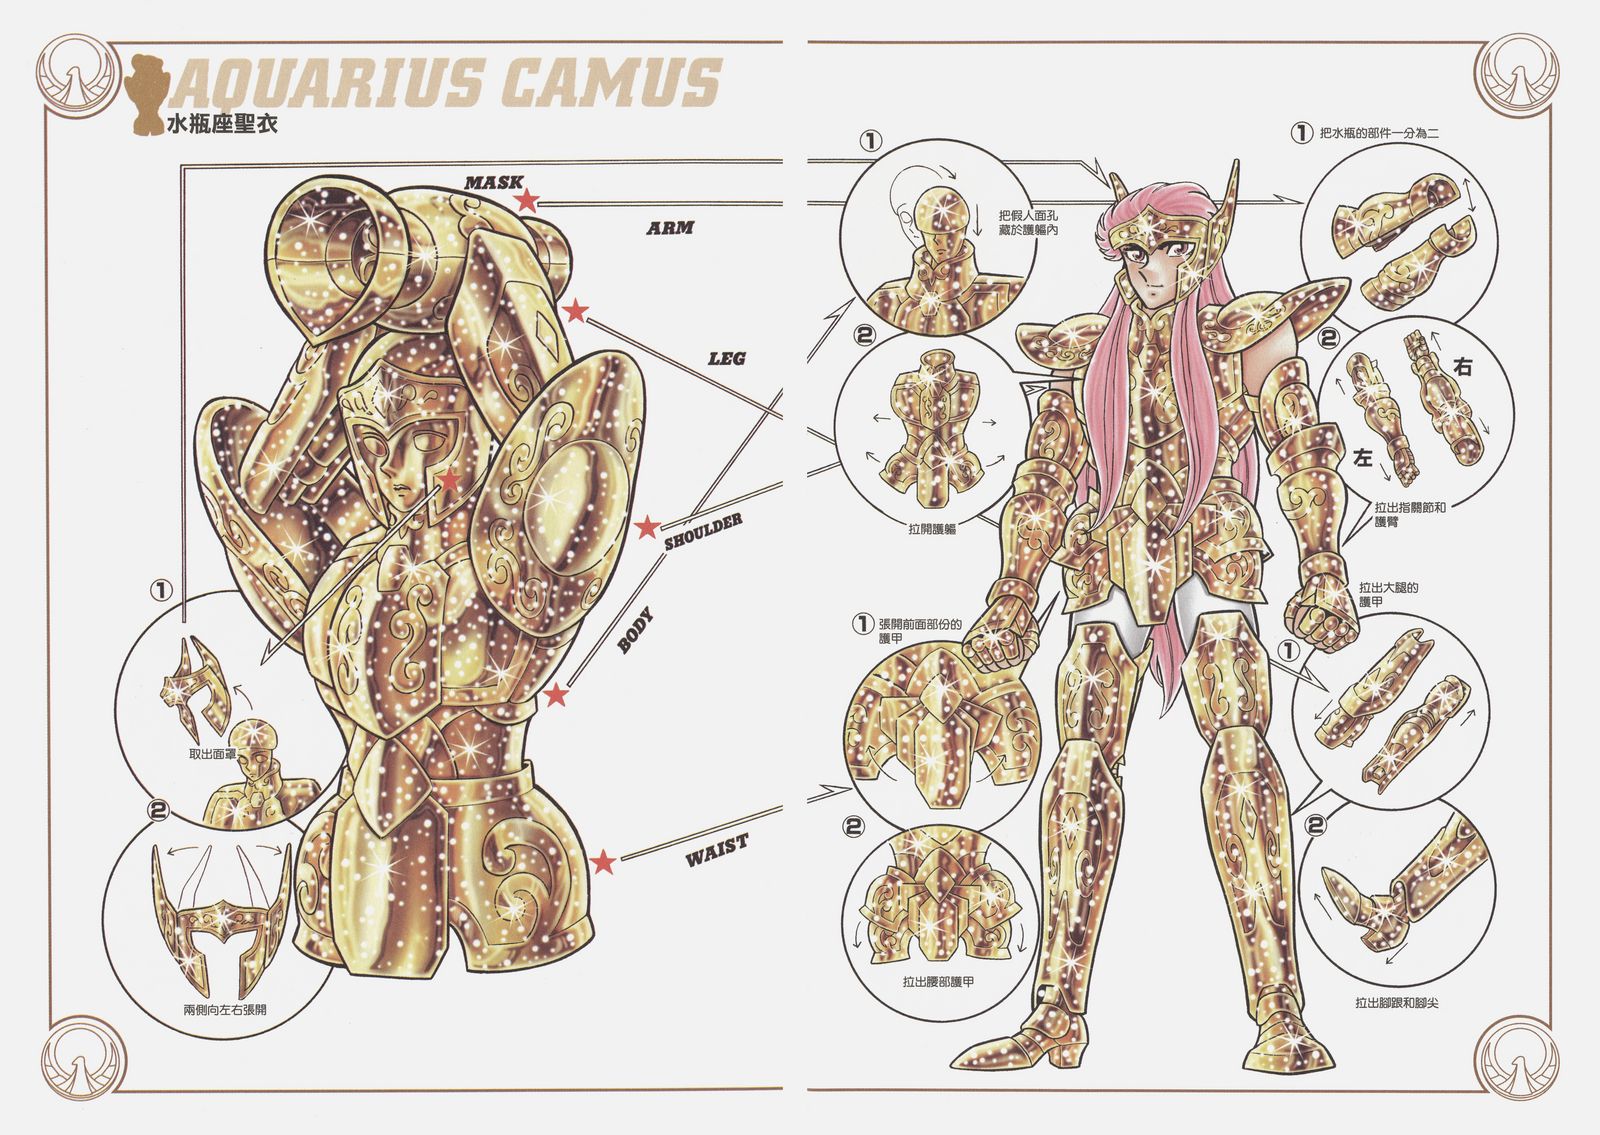 AQUARIUS CAMUS
水瓶座聖衣
MASK
ARM
LEG
SHOULDER
BODY
WAIST
1
取出面罩
2
兩側向左右張開
1
把假人面孔
藏於護軀內
2
拉開護軀
1
張開前面部份的
護甲
2
拉出腰部護甲
1
把水瓶的部件一分為二
2
右
左
拉出指關節和
護臂
拉出大腿的
護甲
1
2
拉出腳跟和腳尖